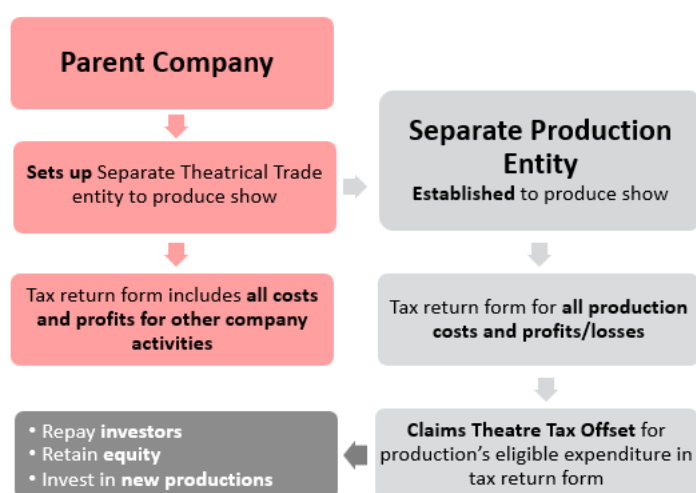 Parent Company
Sets up Separate Theatrical Trade
entity to produce show
Tax return form includes all costs
and profits for other company
activities
Separate Production
Entity
Established to produce show
Tax return form for all production
costs and profits/losses
Claims Theatre Tax Offset for
production's eligible expenditure in
tax return form
• Repay investors
• Retain equity
• Invest in new productions